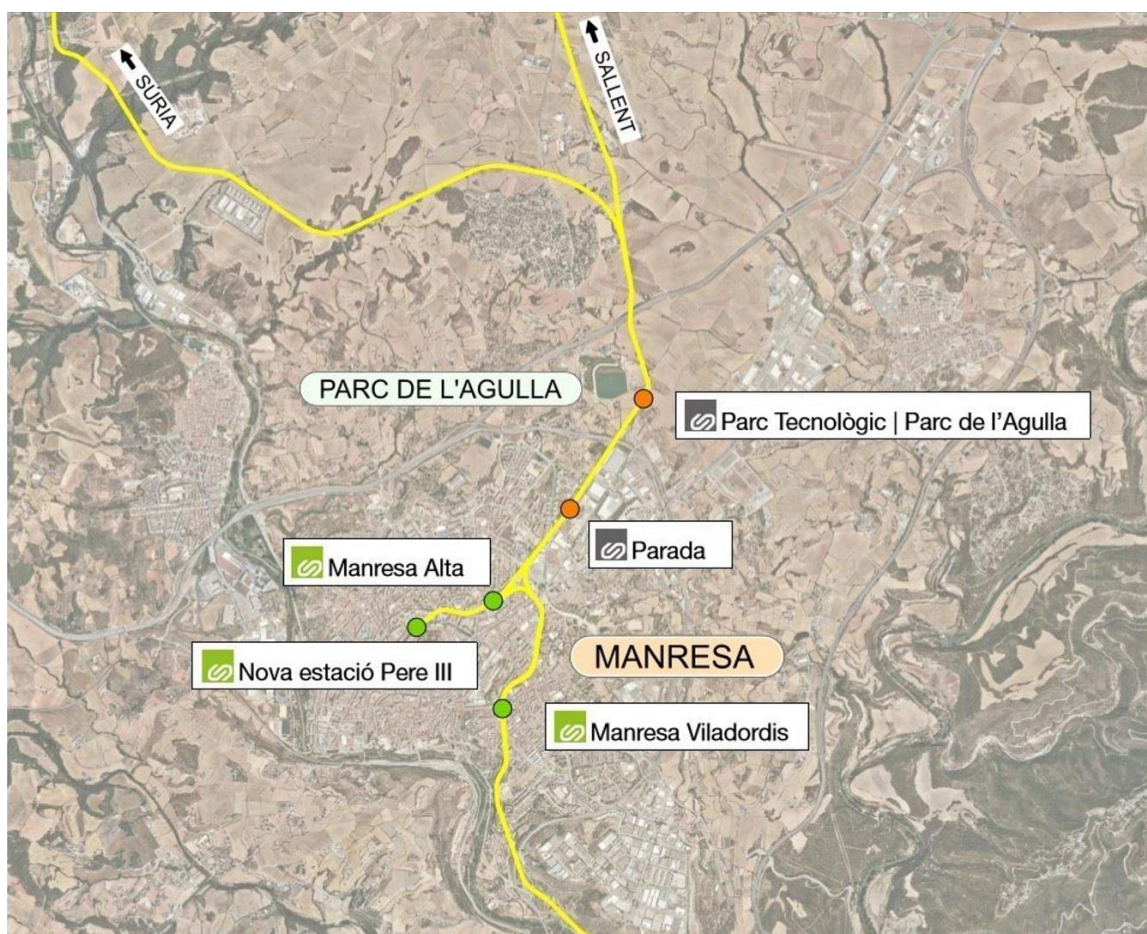 SÚRIA
SALLENT
PARC DE L'AGULLA
Parc Tecnològic | Parc de l'Agulla
Parada
Manresa Alta
MANRESA
Nova estació Pere III
Manresa Viladordis